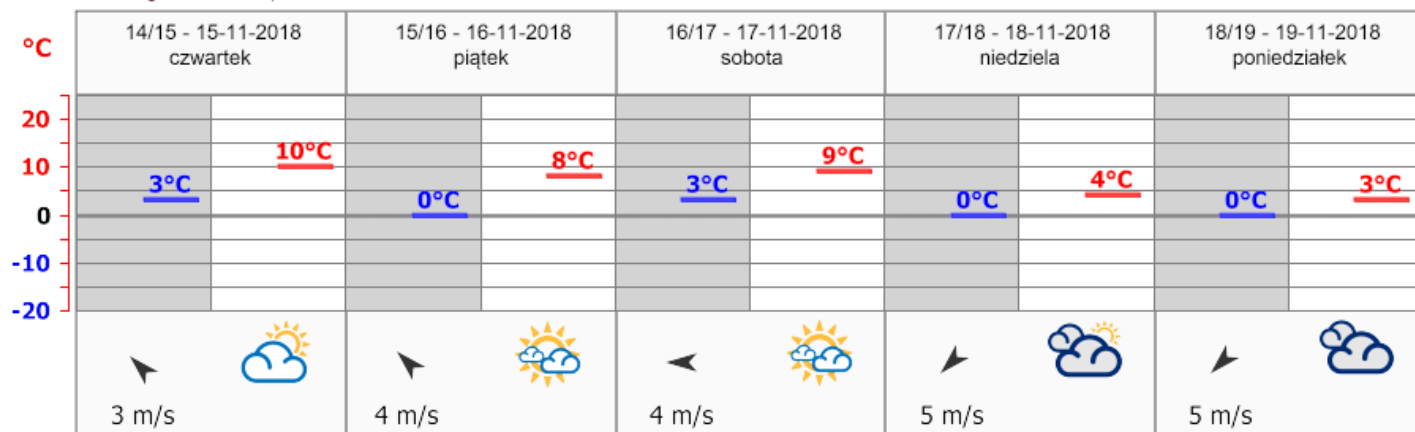 14/15 - 15-11-2018
czwartek
15/16 - 16-11-2018
piątek
16/17 - 17-11-2018
sobota
17/18 - 18-11-2018
niedziela
18/19 - 19-11-2018
poniedziałek
°C
20
10
0
-10
-20
3°C
10°C
0°C
8°C
3°C
9°C
0°C
4°C
0°C
3°C
3 m/s
4 m/s
4 m/s
5 m/s
5 m/s